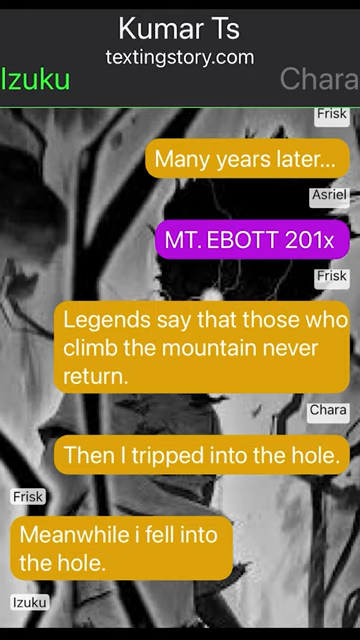 Kumar Ts
textingstory.com
Izuku
Chara
Frisk
Many years later...
Asriel
MT. EBOTT 201x
Frisk
Legends say that those who
climb the mountain never
return.
Chara
Then I tripped into the hole.
Frisk
Meanwhile i fell into
the hole.
Izuku